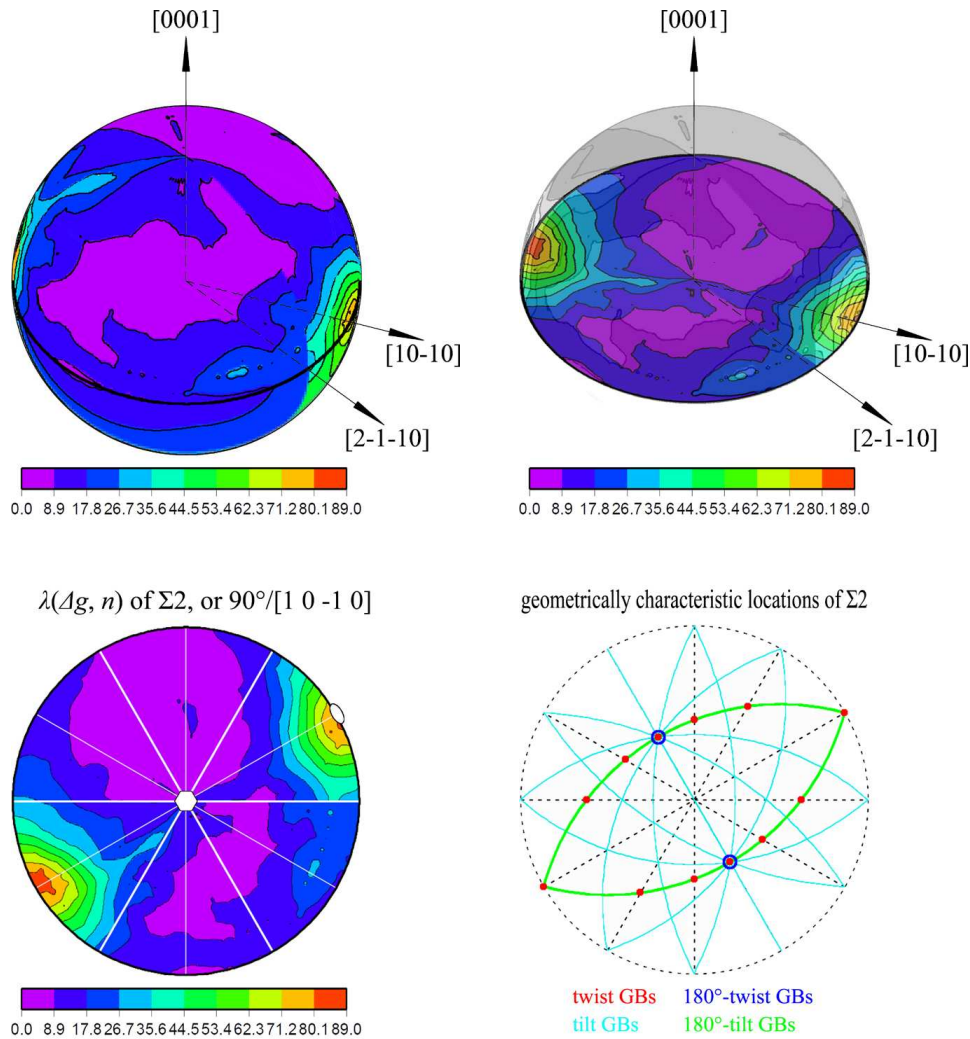 [0001]
[0001]
[10-10]
[2-1-10]
[10-10]
[2-1-10]
0.0 8.9 17.8 26.7 35.6 44.5 53.4 62.3 71.2 80.1 89.0
0.0 8.9 17.8 26.7 35.6 44.5 53.4 62.3 71.2 80.1 89.0
λ(Δg, n) of Σ2, or 90°/[1 0 -1 0]
geometrically characteristic locations of Σ2
0.0 8.9 17.8 26.7 35.6 44.5 53.4 62.3 71.2 80.1 89.0
twist GBs 180°-twist GBs
tilt GBs 180°-tilt GBs